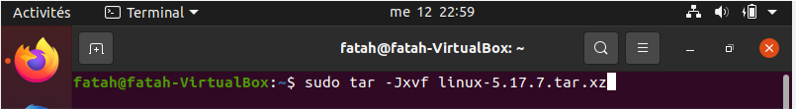 Activités Terminal me 12 22:59
fatah@fatah-VirtualBox: ~
fatah@fatah-VirtualBox:~$ sudo tar -Jxvf linux-5.17.7.tar.xz